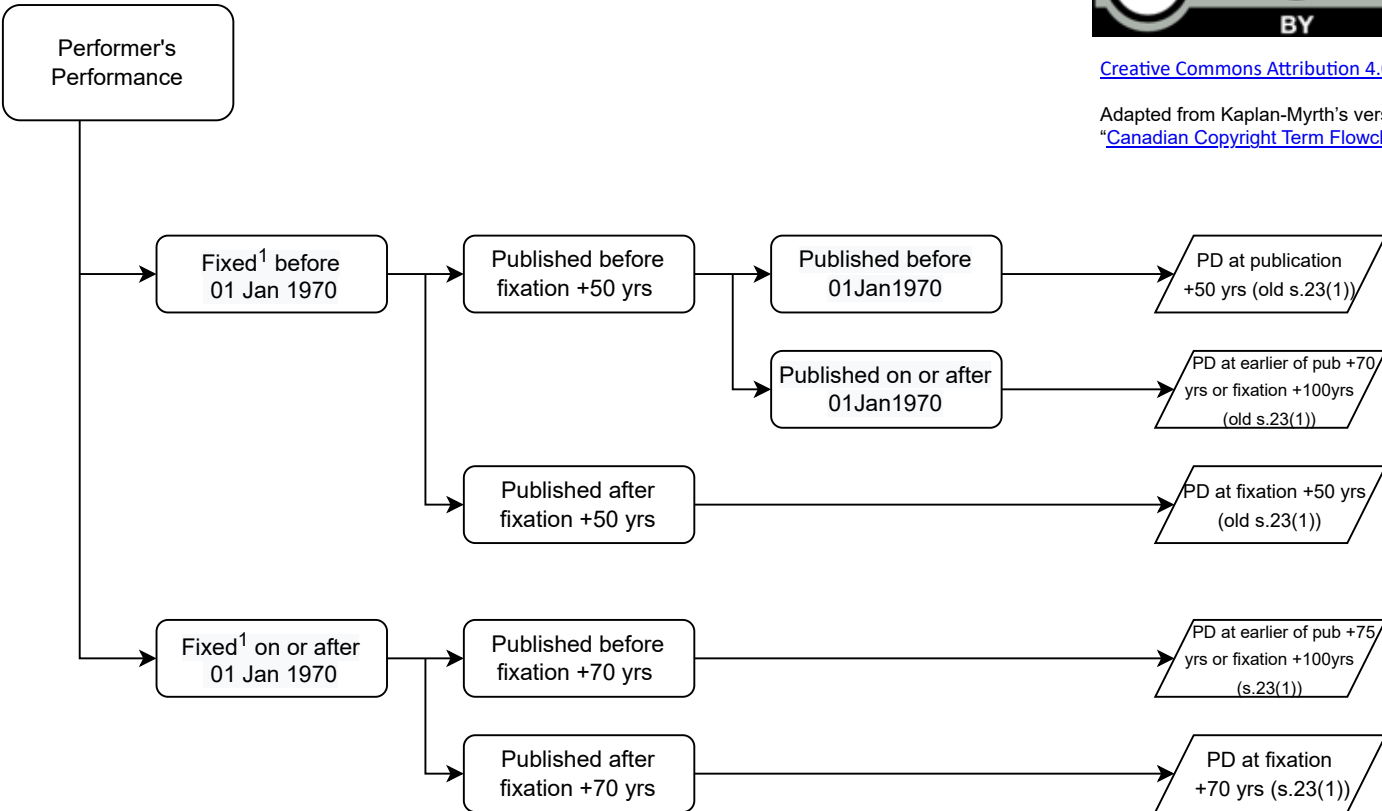 Performer's
Performance
BY
Creative Commons Attribution 4.
Adapted from Kaplan-Myrth's
"Canadian Copyright Term
Fixed1 before
01 Jan 1970
Published before
fixation +50 yrs
Published before
01Jan1970
PD at publication
+50 yrs (old s.23(1))
Published on or after
01Jan1970
PD at earlier of pub +70
yrs or fixation +100yrs
(old s.23(1))
Published after
fixation +50 yrs
PD at fixation +50 yrs
(old s.23(1))
Fixed1 on or after
01 Jan 1970
Published before
fixation +70 yrs
PD at earlier of pub +75
yrs or fixation +100yrs
(s.23(1))
Published after
fixation +70 yrs
PD at fixation
+70 yrs (s.23(1))